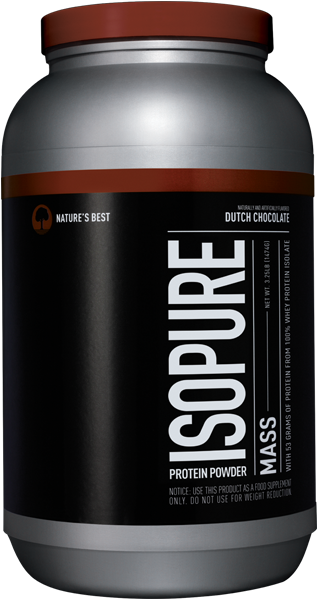 NATURE'S BEST
NATURALLY AND ARTIFICIALLY FLAVORED
DUTCH CHOCOLATE
ISOPURE
PROTEIN POWDER
MASS
NET WT. 3.25LB (1474G)
WITH 53 GRAMS OF PROTEIN FROM 100% WHEY PROTEIN ISOLATE
NOTICE: USE THIS PRODUCT AS A FOOD SUPPLEMENT
ONLY. DO NOT USE FOR WEIGHT REDUCTION.